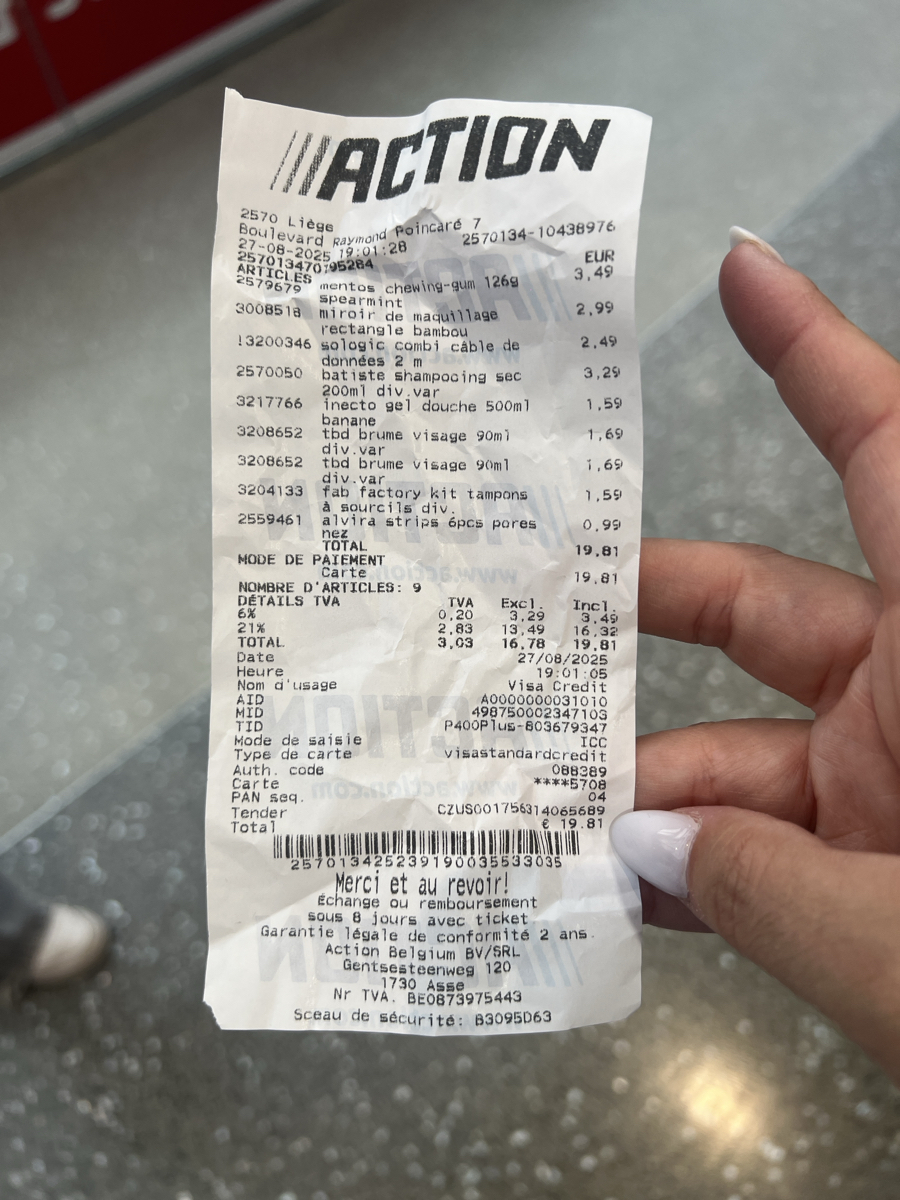 ACTION
2570 Liège
Boulevard Raymond Poincaré 7
27-08-2025 19:01:28 2570134-10438976
257013470795284 EUR
ARTICLES
2579679 mentos chewing-gum 126g 3,49
spearmint
3008518 miroir de maquillage 2,99
rectangle bambou
!3200346 sologic combi câble de 2,49
données 2 m
2570050 batiste shampooing sec 3,29
200ml div.var
3217766 inecto gel douche 500ml 1,59
banane
3208652 tbd brume visage 90ml 1,69
div.var
3208652 tbd brume visage 90ml 1,69
div.var
3204133 fab factory kit tampons 1,59
à sourcils div.
2559461 alvira strips 6pcs pores 0,99
nez
TOTAL 19,81
MODE DE PAIEMENT
Carte 19,81
NOMBRE D'ARTICLES: 9
DÉTAILS TVA TVA Excl. Incl.
6% 0,20 3,29 3,49
21% 2,83 13,49 16,32
TOTAL 3,03 16,78 19,81
Date 27/08/2025
Heure 19:01:05
Nom d'usage Visa Credit
AID A0000000031010
MID 498750002347103
TID P400Plus-803679347
Mode de saisie ICC
Type de carte visastandardcredit
Auth. code 088389
Carte ****5708
PAN seq. 04
Tender CZUS001756314065689
Total € 19.81
257013425239190035533035
Merci et au revoir!
Échange ou remboursement
sous 8 jours avec ticket
Garantie légale de conformité 2 ans.
Action Belgium BV/SRL
Gentsesteenweg 120
1730 Asse
Nr TVA. BE0873975443
Sceau de sécurité: B3095D63